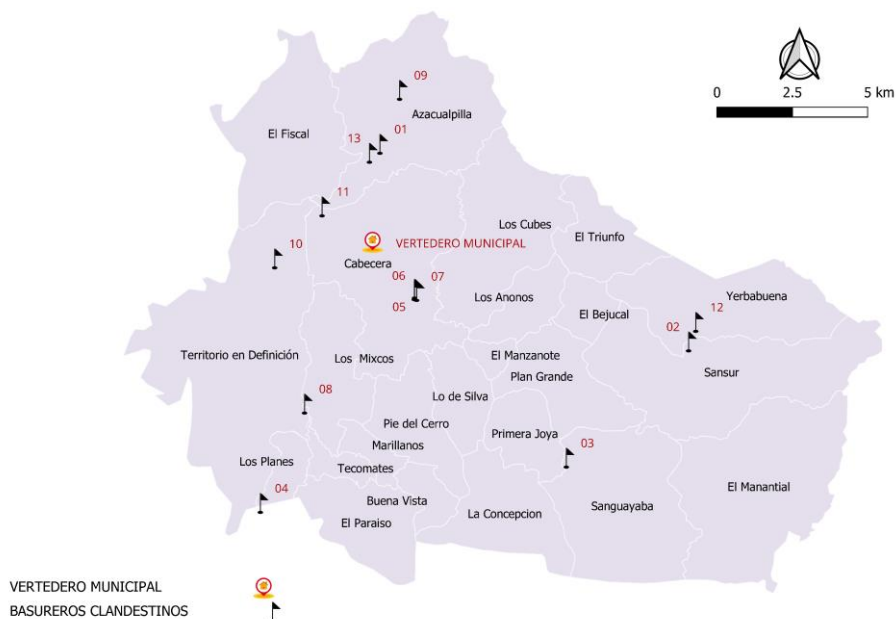 09
Azacualpilla
El Fiscal
13
01
11
0
2.5
5 km
Los Cubes
El Triunfo
10
VERTEDERO MUNICIPAL
Cabecera
06
07
05
Los Anonos
Yerbabuena
12
02
El Bejucal
Territorio en Definición
Los Mixcos
El Manzanote
Plan Grande
Sansur
08
Lo de Silva
Pie del Cerro
Marillanos
Primera Joya
03
Los Planes
Tecomates
04
Buena Vista
El Paraiso
La Concepcion
Sanguayaba
El Manantial
VERTEDERO MUNICIPAL
BASUREROS CLANDESTINOS